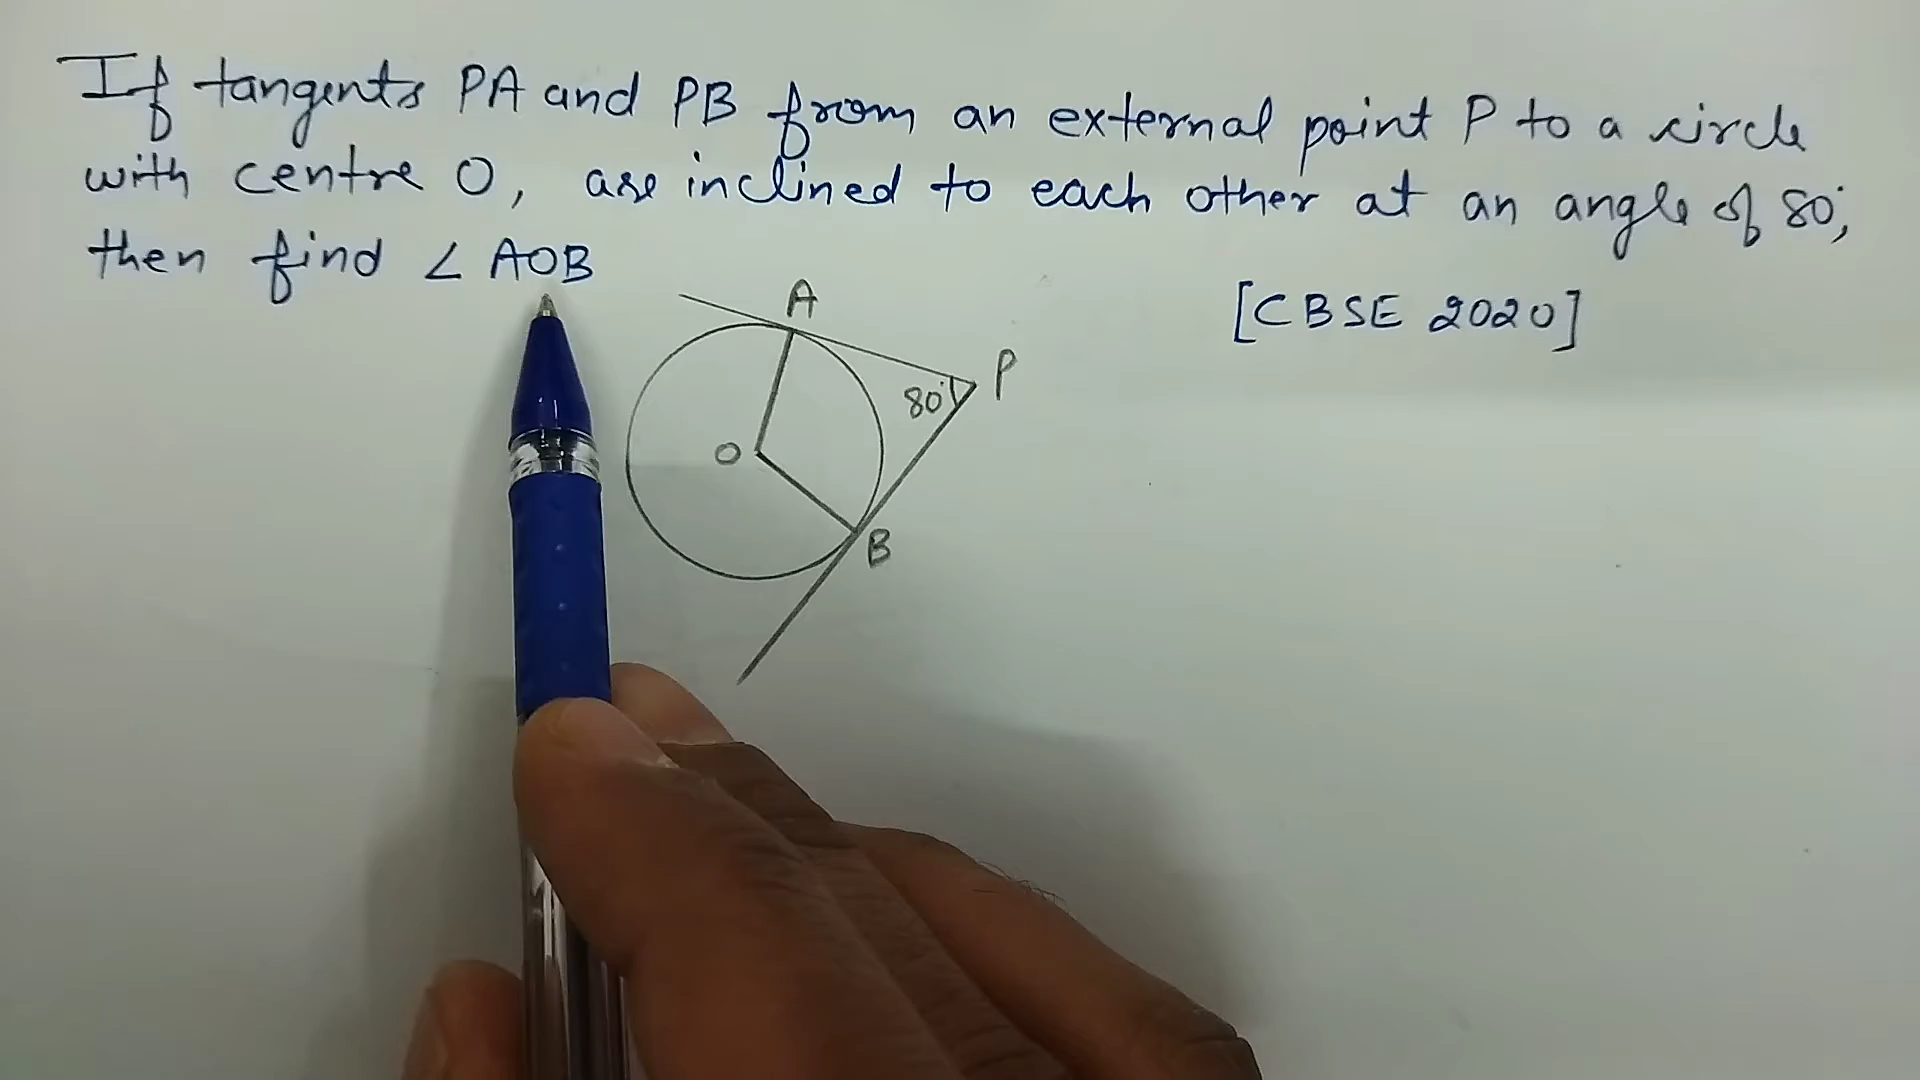 If tangents PA and PB from an external point P to a circle
with centre O, are inclined to each other at an angle of 80°,
then find ∠ AOB
[CBSE 2020]
A
P
80°
O
B